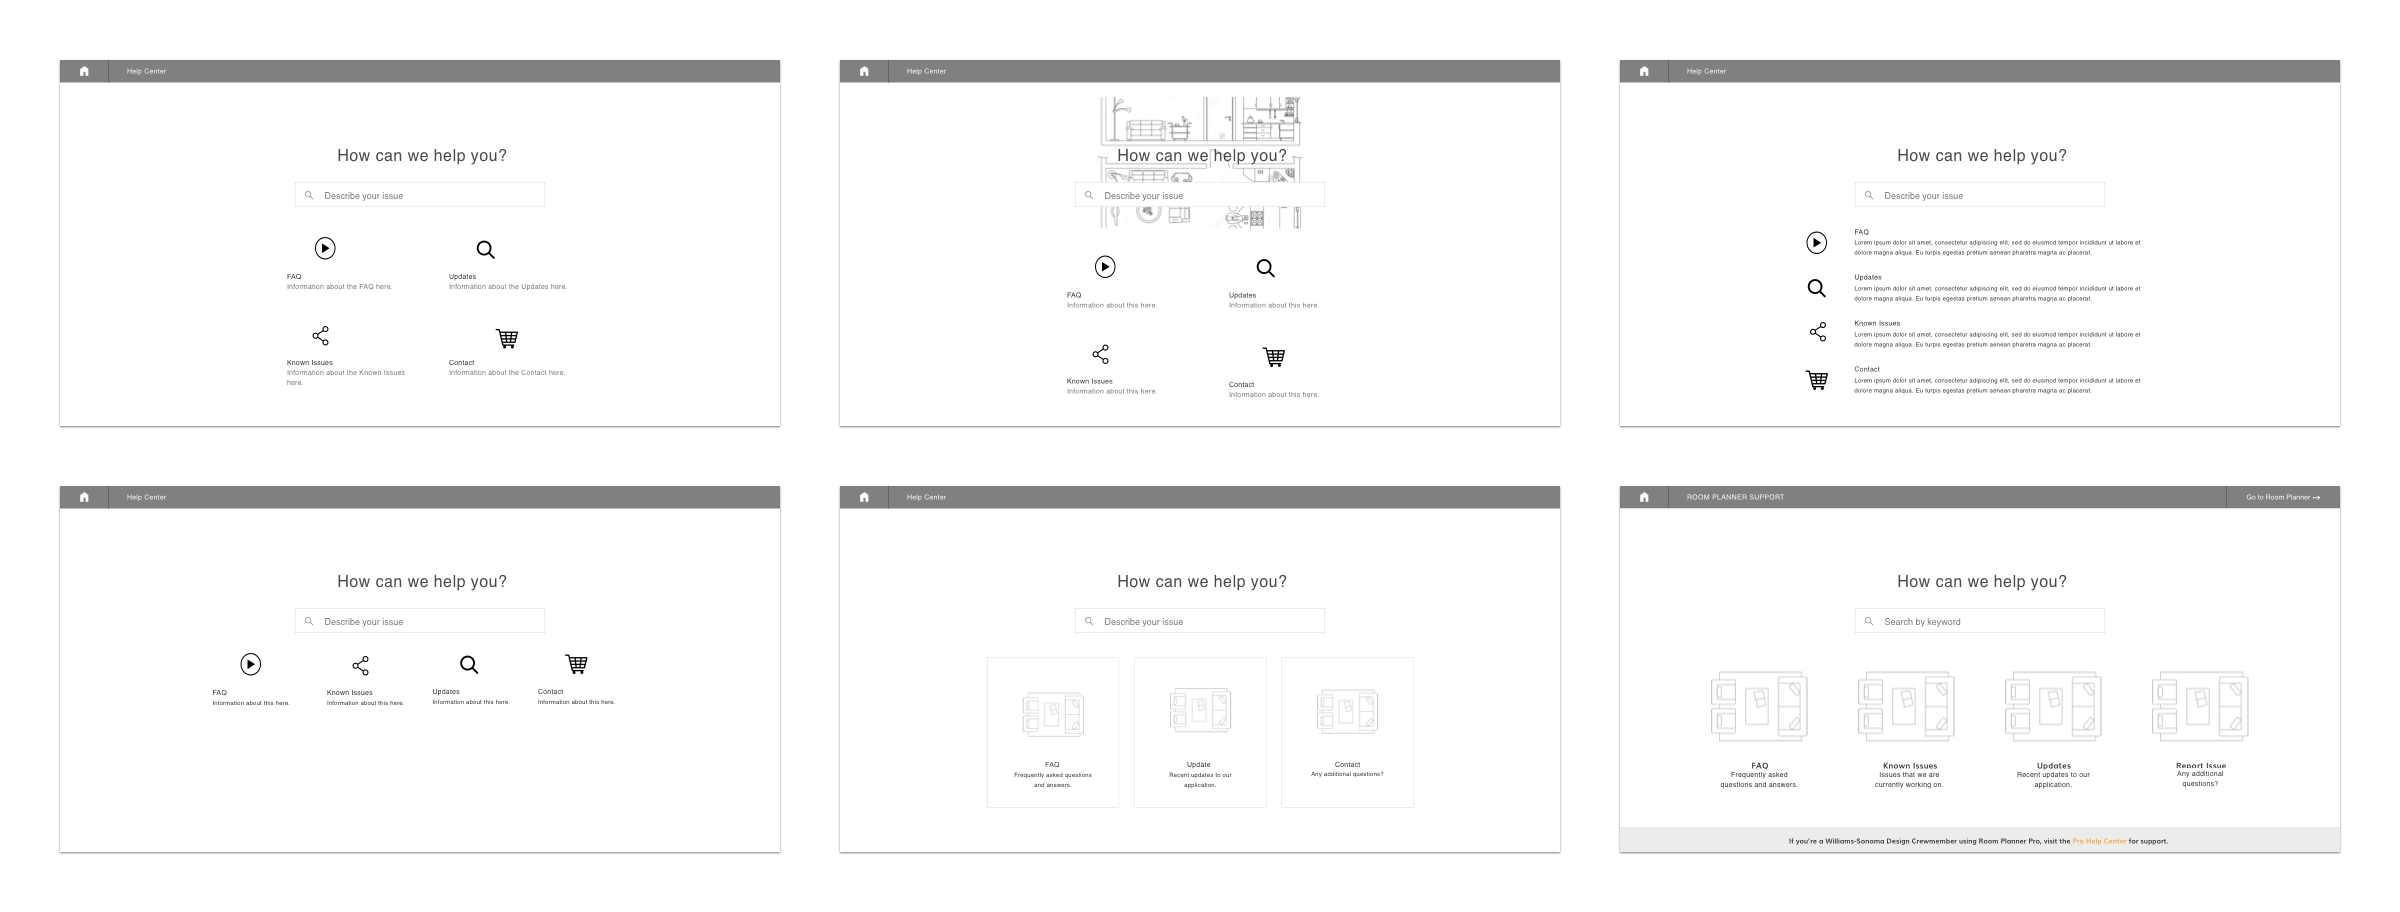 Help Center
How can we help you?
Describe your issue
FAQ
Information about the FAQ here.
Updates
Information about the Updates here.
Known Issues
Information about the Known Issues
here.
Contact
Information about the Contact here.
Help Center
How can we help you?
Describe your issue
FAQ
Information about this here.
Updates
Information about this here.
Known Issues
Information about this here.
Contact
Information about this here.
Help Center
How can we help you?
Describe your issue
FAQ
Lorem ipsum dolor sit amet, consectetur adipiscing elit, sed do eiusmod tempor incididunt ut labore et
dolore magna aliqua. Eu turpis egestas pretium aenean pharetra magna ac placerat.
Updates
Lorem ipsum dolor sit amet, consectetur adipiscing elit, sed do eiusmod tempor incididunt ut labore et
dolore magna aliqua. Eu turpis egestas pretium aenean pharetra magna ac placerat.
Known Issues
Lorem ipsum dolor sit amet, consectetur adipiscing elit, sed do eiusmod tempor incididunt ut labore et
dolore magna aliqua. Eu turpis egestas pretium aenean pharetra magna ac placerat.
Contact
Lorem ipsum dolor sit amet, consectetur adipiscing elit, sed do eiusmod tempor incididunt ut labore et
dolore magna aliqua. Eu turpis egestas pretium aenean pharetra magna ac placerat.
Help Center
How can we help you?
Describe your issue
FAQ
Information about this here.
Known Issues
Information about this here.
Updates
Information about this here.
Contact
Information about this here.
Help Center
How can we help you?
Describe your issue
FAQ
Frequently asked questions
and answers.
Update
Recent updates to our
application.
Contact
Any additional questions?
ROOM PLANNER SUPPORT
Go to Room Planner →
How can we help you?
Search by keyword
FAQ
Frequently asked
questions and answers.
Known Issues
Issues that we are
currently working on.
Updates
Recent updates to our
application.
Report Issue
Any additional
questions?
If you're a Williams-Sonoma Design Crewmember using Room Planner Pro, visit the Pro Help Center for support.